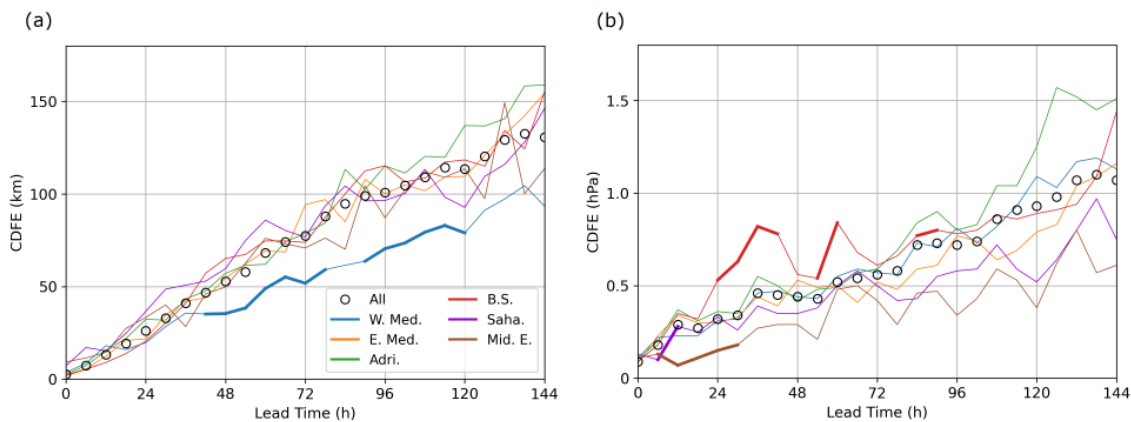 (a)
CDFE (km)
150
100
50
0
0 24 48 72 96 120 144
Lead Time (h)
All
W. Med.
E. Med.
Adri.
B.S.
Saha.
Mid. E.
(b)
CDFE (hPa)
1.5
1.0
0.5
0
0 24 48 72 96 120 144
Lead Time (h)